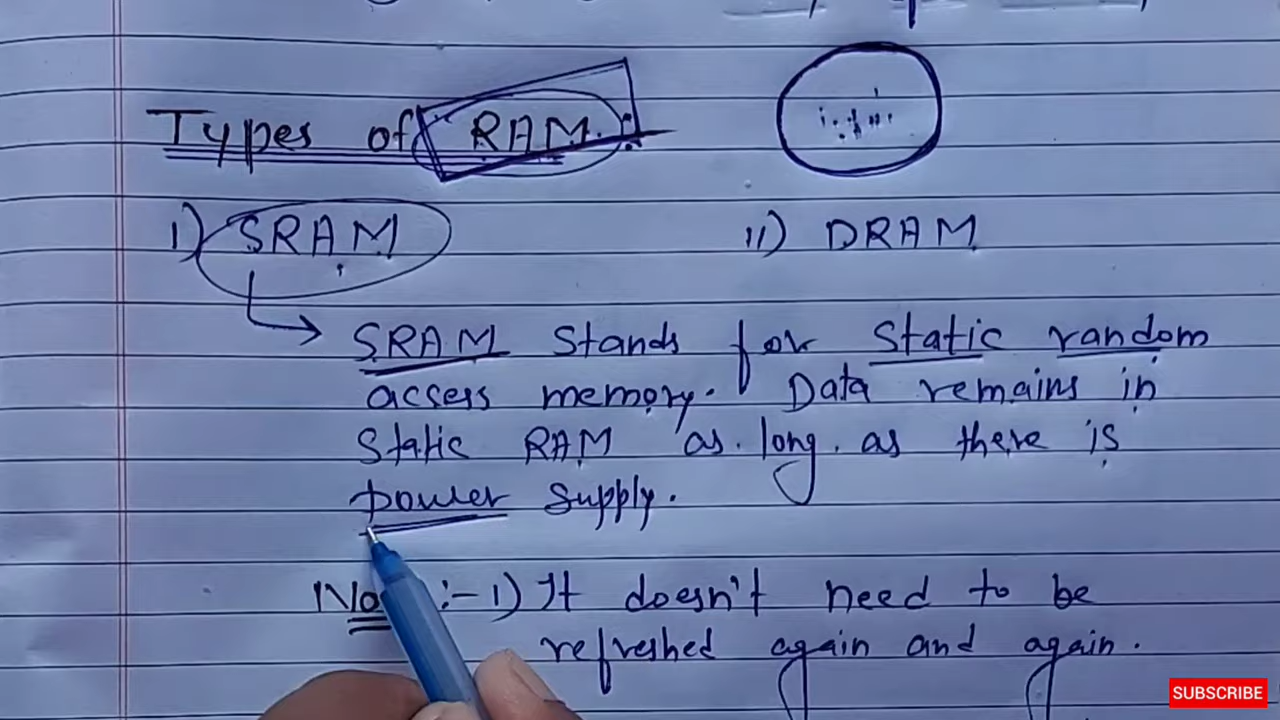 Types of RAM :
i) SRAM
ii) DRAM
SRAM stands for static random
access memory. Data remains in
static RAM as long as there is
power supply.
:- 1) It doesn't need to be
refreshed again and again.
SUBSCRIBE